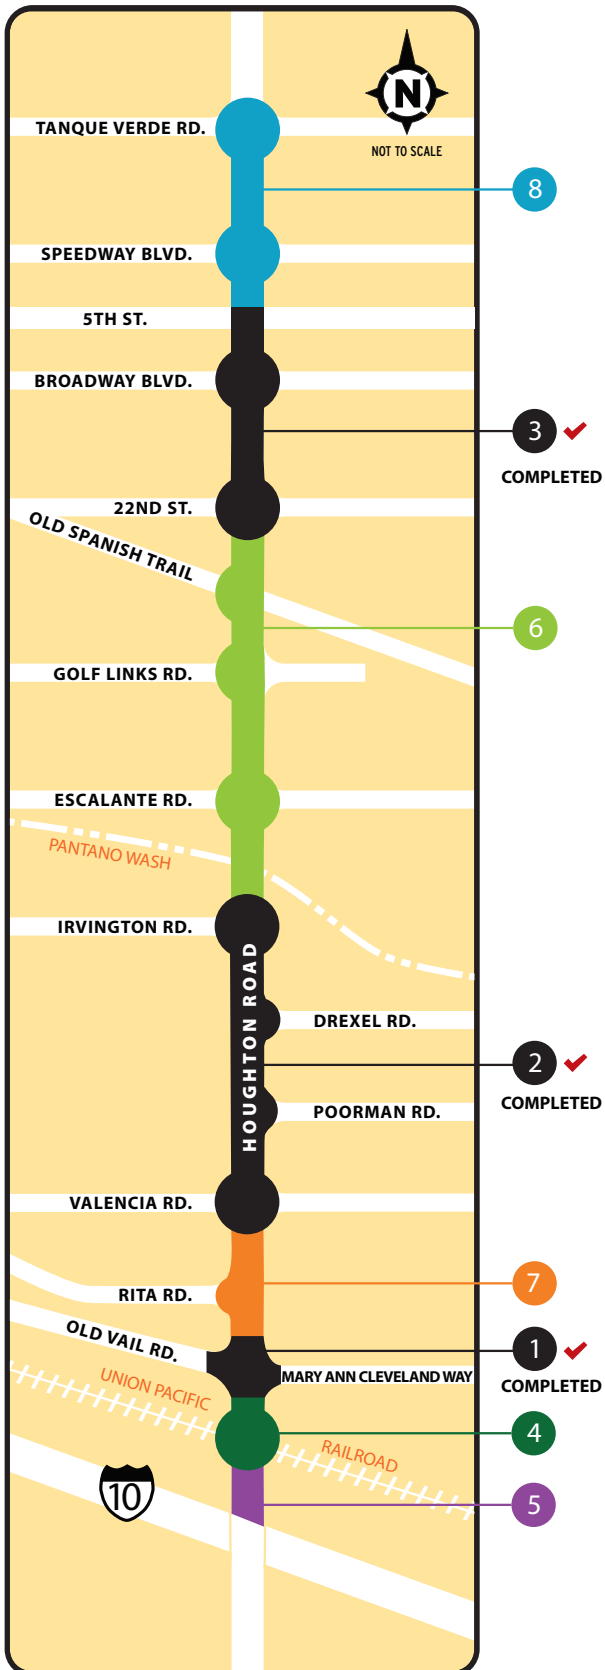 N
NOT TO SCALE
TANQUE VERDE RD.
8
SPEEDWAY BLVD.
5TH ST.
BROADWAY BLVD.
3
COMPLETED
22ND ST.
OLD SPANISH TRAIL
6
GOLF LINKS RD.
ESCALANTE RD.
PANTANO WASH
IRVINGTON RD.
HOUGHTON ROAD
DREXEL RD.
2
COMPLETED
POORMAN RD.
VALENCIA RD.
7
RITA RD.
OLD VAIL RD.
1
MARY ANN CLEVELAND WAY
COMPLETED
UNION PACIFIC
4
RAILROAD
10
5